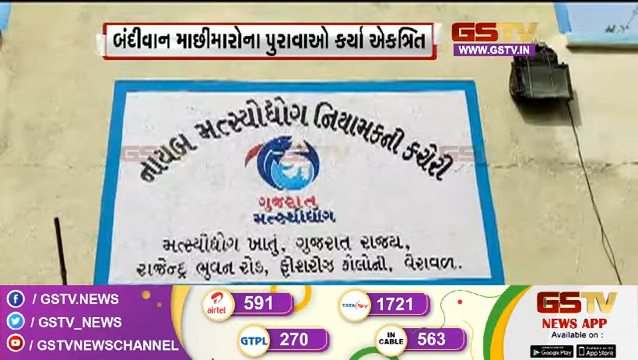 બંદીવાન માછીમારોના પુરાવાઓ કર્યા એકત્રિત
GSTV
WWW.GSTV.IN
નાયબ મત્સ્યોદ્યોગ નિયામકની કચેરી
ગુજરાત
મત્સ્યોદ્યોગ
મત્સ્યોદ્યોગ ખાતું, ગુજરાત રાજ્ય,
રાજેન્દ્ર ભુવન રોડ, ફીશરીઝ કોલોની, વેરાવળ.
/ GSTV.NEWS
/ GSTV_NEWS
/ GSTVNEWSCHANNEL
airtel 591
TATA Sky 1721
GTPL 270
IN CABLE 563
GSTV
NEWS APP
Available on :
Google Play
App Store